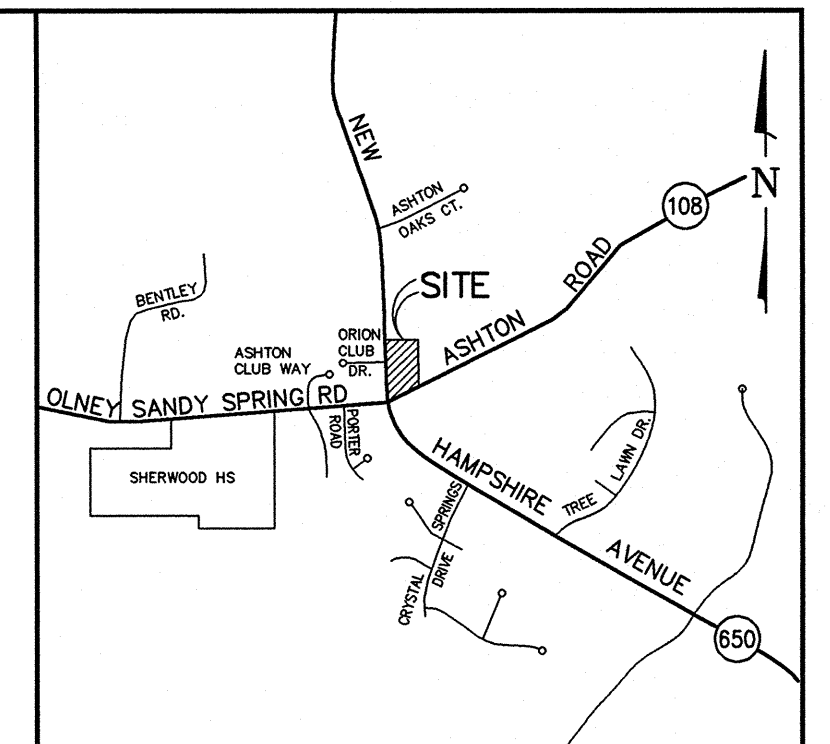 NEW
ASHTON
OAKS CT.
108
N
SITE
BENTLEY
RD.
ORION
CLUB
DR.
ASHTON ROAD
ASHTON
CLUB WAY
OLNEY SANDY SPRING RD
PORTER
ROAD
SHERWOOD HS
HAMPSHIRE AVENUE
TREE LAWN DR.
CRYSTAL SPRINGS
DRIVE
650